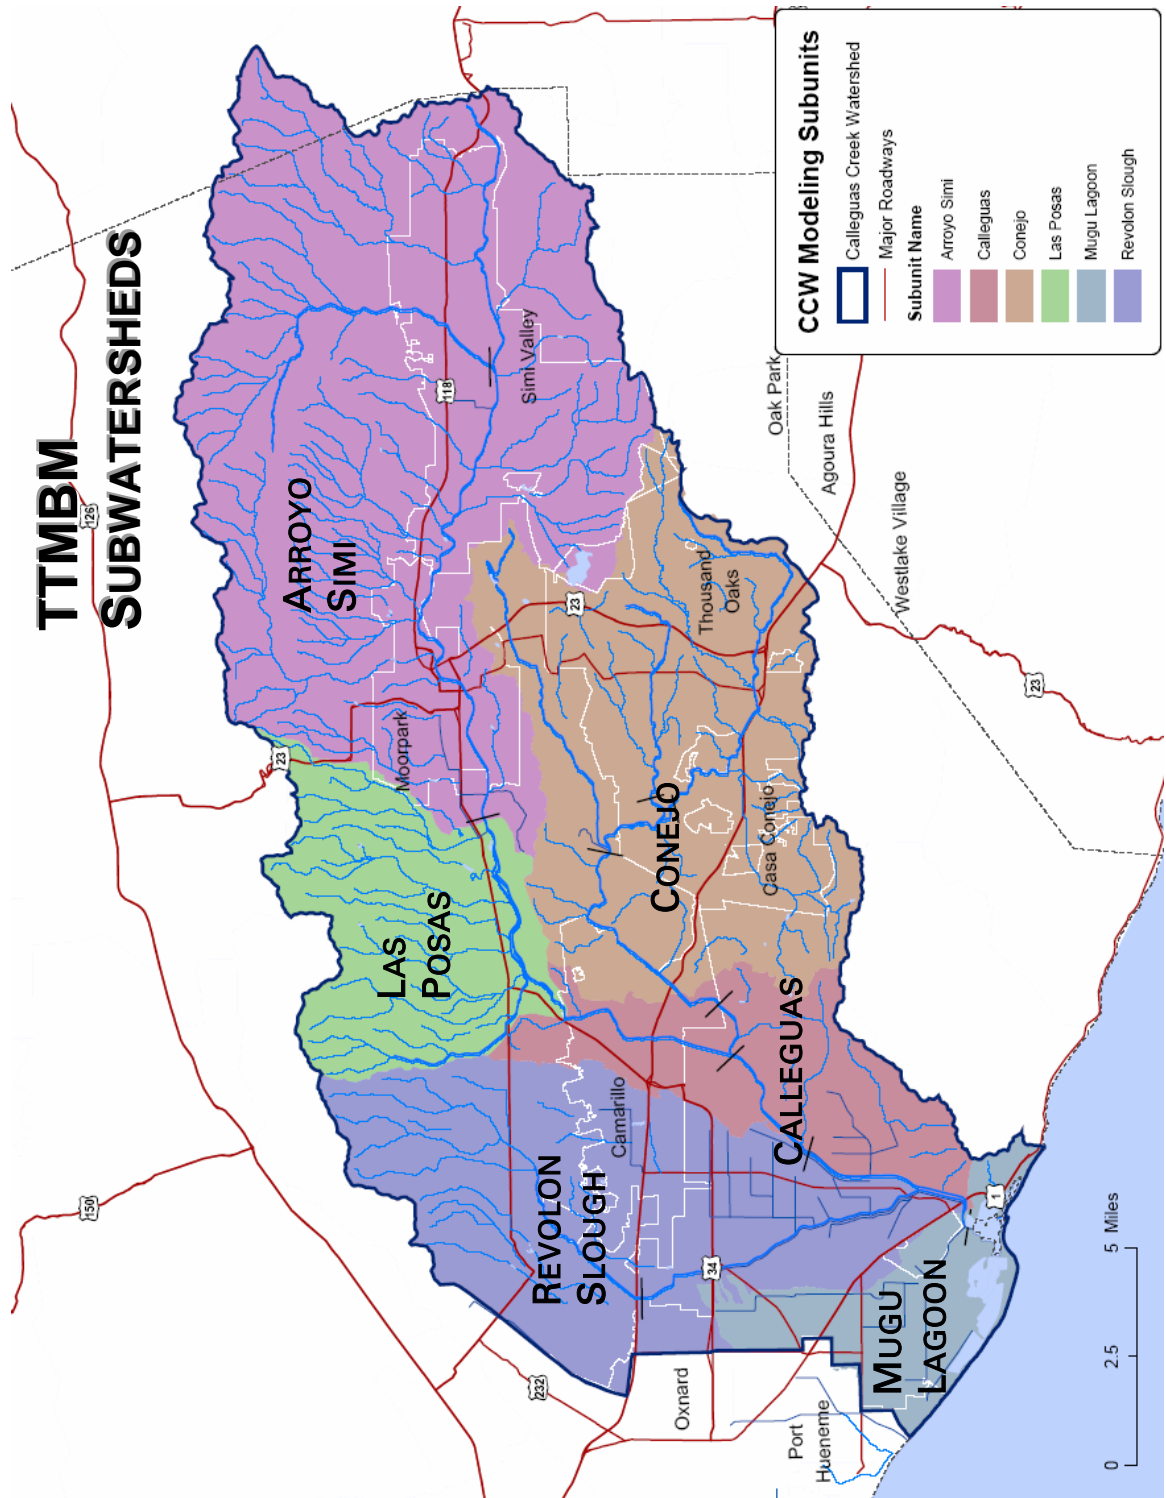 TTMBM
SUBWATERSHEDS
126
ARROYO
SIMI
118
Simi Valley
23
Moorpark
LAS
POSAS
23
Thousand
Oaks
CONEJO
Casa Conejo
Oak Park
Agoura Hills
Westlake Village
23
150
REVOLON
SLOUGH
Camarillo
CALLEGUAS
34
232
Oxnard
Port
Hueneme
MUGU
LAGOON
1
0 2.5 5 Miles
CCW Modeling Subunits
Calleguas Creek Watershed
Major Roadways
Subunit Name
Arroyo Simi
Calleguas
Conejo
Las Posas
Mugu Lagoon
Revolon Slough